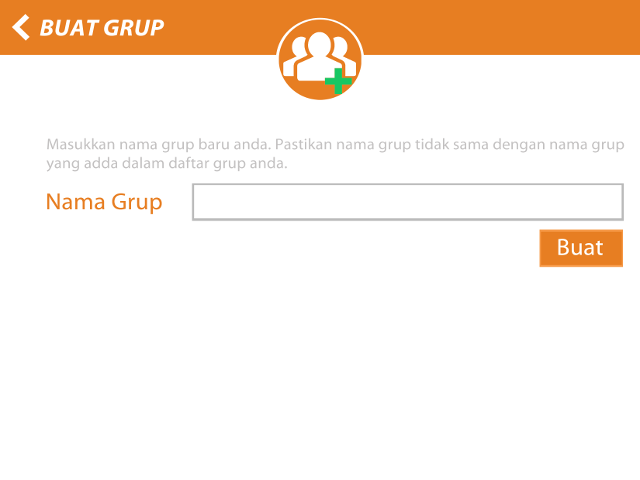 BUAT GRUP
Masukkan nama grup baru anda. Pastikan nama grup tidak sama dengan nama grup
yang adda dalam daftar grup anda.
Nama Grup
Buat